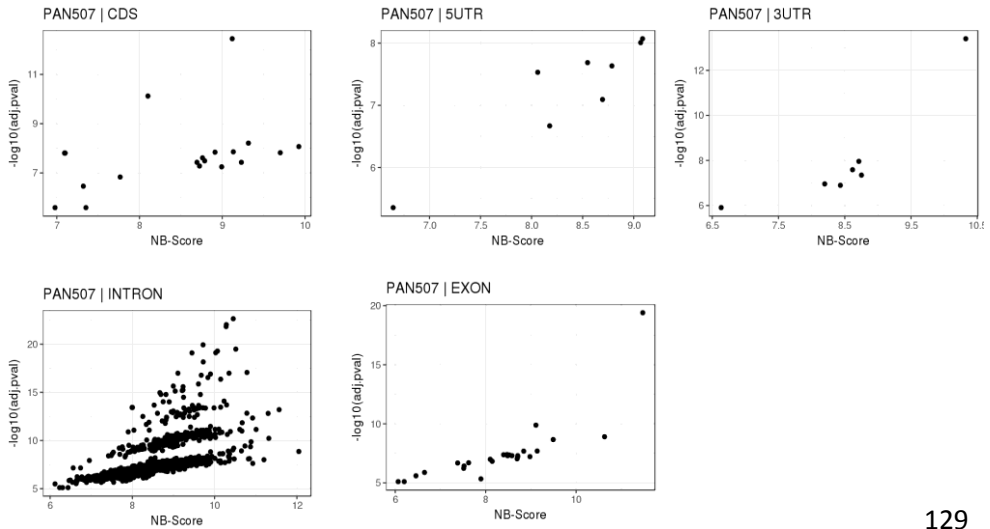 PAN507 | CDS
-log10(adj.pval)
11
9
7
7
8
9
10
NB-Score
PAN507 | 5UTR
-log10(adj.pval)
8
7
6
7.0
7.5
8.0
8.5
9.0
NB-Score
PAN507 | 3UTR
-log10(adj.pval)
12
10
8
6
6.5
7.5
8.5
9.5
10.5
NB-Score
PAN507 | INTRON
-log10(adj.pval)
20
15
10
5
6
8
10
12
NB-Score
PAN507 | EXON
-log10(adj.pval)
20
15
10
5
6
8
10
NB-Score
129